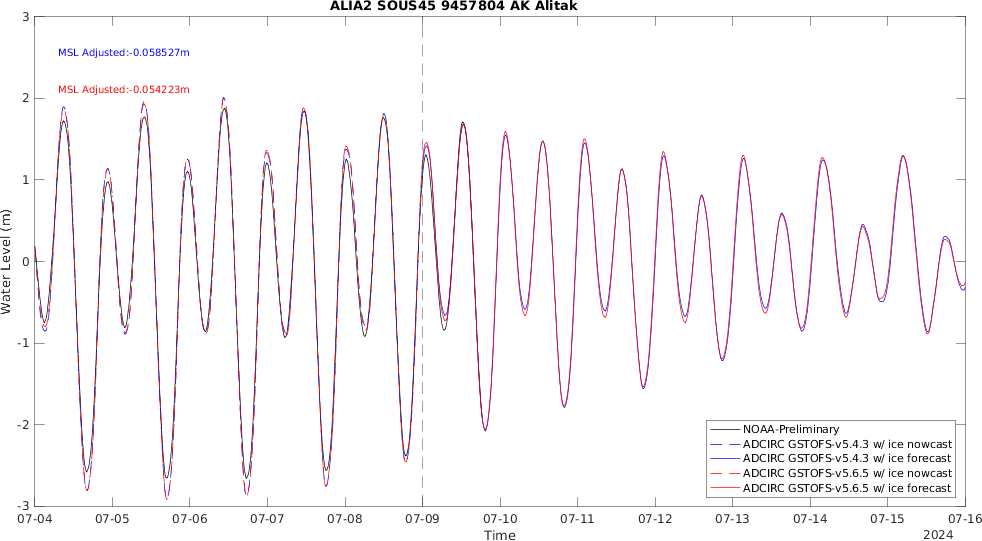 ALIA2 SOUS45 9457804 AK Alitak
3
MSL Adjusted:-0.058527m
MSL Adjusted:-0.054223m
2
1
0
-1
-2
-3
Water Level (m)
NOAA-Preliminary
ADCIRC GSTOFS-v5.4.3 w/ ice nowcast
ADCIRC GSTOFS-v5.4.3 w/ ice forecast
ADCIRC GSTOFS-v5.6.5 w/ ice nowcast
ADCIRC GSTOFS-v5.6.5 w/ ice forecast
07-04 07-05 07-06 07-07 07-08 07-09 07-10 07-11 07-12 07-13 07-14 07-15 07-16
Time
2024